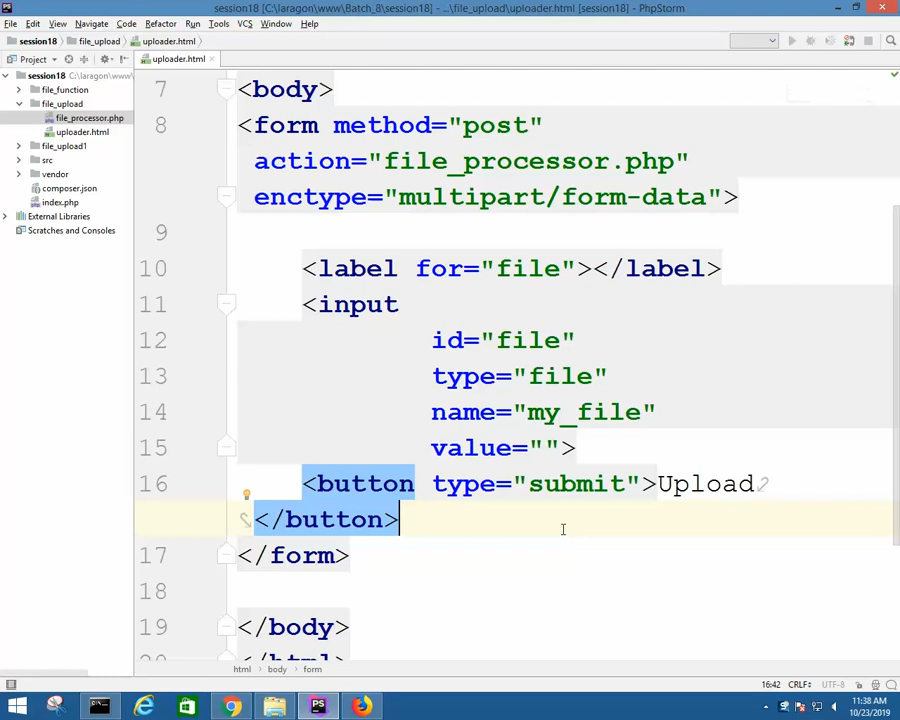 session18 [C:\laragon\www\Batch_8\session18] - ...\file_upload\uploader.html - PhpStorm
File Edit View Navigate Code Refactor Run Tools VCS Window Help
session18 file_upload uploader.html
Project
uploader.html
session18 C:\laragon\www\
file_function
file_upload
file_processor.php
uploader.html
file_upload1
src
vendor
composer.json
index.php
External Libraries
Scratches and Consoles
7 <body>
8 <form method="post"
action="file_processor.php"
enctype="multipart/form-data">
9
10 <label for="file"></label>
11 <input
12 id="file"
13 type="file"
14 name="my_file"
15 value="">
16 <button type="submit">Upload
</button>
17 </form>
18
19 </body>
20 </html>
html body form
16:42 CRLF UTF-8
11:38 AM
10/23/2019